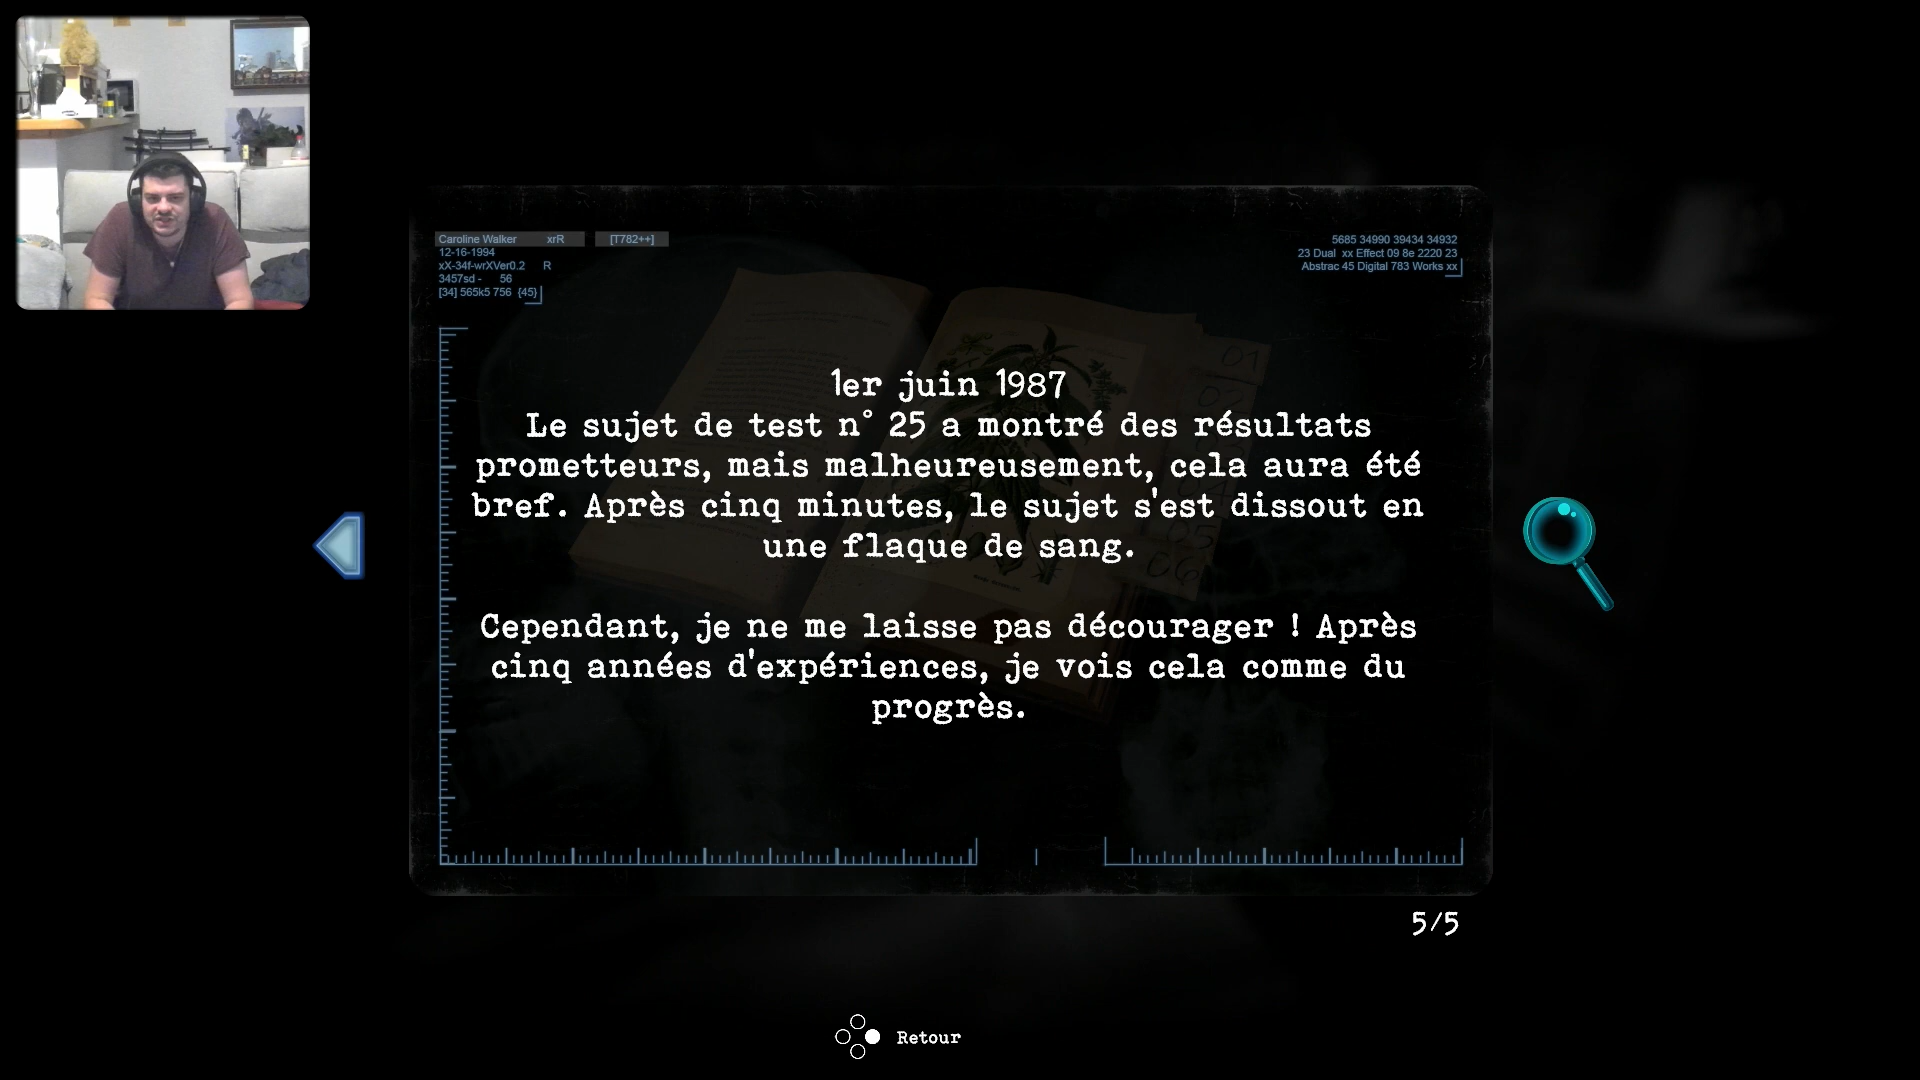 Caroline Walker xrR [T782++]
12-16-1994
xX-34f-wrXVer0.2 R
3457sd - 56
[34] 565k5 756 {45}
5685 34990 39434 34932
23 Dual xx Effect 09 8e 2220 23
Abstrac 45 Digital 783 Works xx
1er juin 1987
Le sujet de test n° 25 a montré des résultats
prometteurs, mais malheureusement, cela aura été
bref. Après cinq minutes, le sujet s'est dissout en
une flaque de sang.
Cependant, je ne me laisse pas décourager ! Après
cinq années d'expériences, je vois cela comme du
progrès.
01
05
06
5/5
Retour